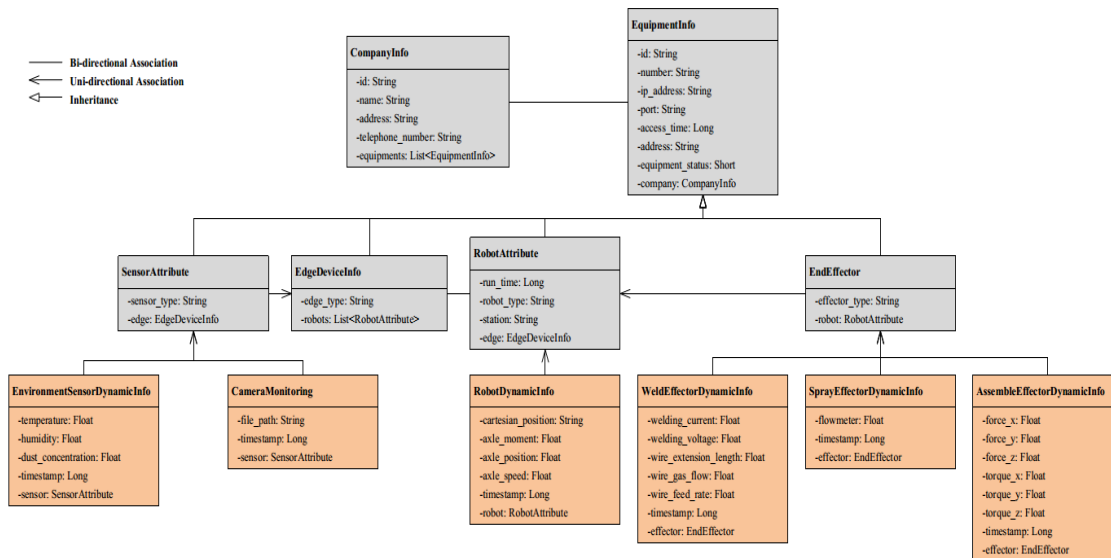 Bi-directional Association
Uni-directional Association
Inheritance
CompanyInfo
-id: String
-name: String
-address: String
-telephone_number: String
-equipments: List<EquipmentInfo>
EquipmentInfo
-id: String
-number: String
-ip_address: String
-port: String
-access_time: Long
-address: String
-equipment_status: Short
-company: CompanyInfo
SensorAttribute
-sensor_type: String
-edge: EdgeDeviceInfo
EdgeDeviceInfo
-edge_type: String
-robots: List<RobotAttribute>
RobotAttribute
-run_time: Long
-robot_type: String
-station: String
-edge: EdgeDeviceInfo
EndEffector
-effector_type: String
-robot: RobotAttribute
EnvironmentSensorDynamicInfo
-temperature: Float
-humidity: Float
-dust_concentration: Float
-timestamp: Long
-sensor: SensorAttribute
CameraMonitoring
-file_path: String
-timestamp: Long
-sensor: SensorAttribute
RobotDynamicInfo
-cartesian_position: String
-axle_moment: Float
-axle_position: Float
-axle_speed: Float
-timestamp: Long
-robot: RobotAttribute
WeldEffectorDynamicInfo
-welding_current: Float
-welding_voltage: Float
-wire_extension_length: Float
-wire_gas_flow: Float
-wire_feed_rate: Float
-timestamp: Long
-effector: EndEffector
SprayEffectorDynamicInfo
-flowmeter: Float
-timestamp: Long
-effector: EndEffector
AssembleEffectorDynamicInfo
-force_x: Float
-force_y: Float
-force_z: Float
-torque_x: Float
-torque_y: Float
-torque_z: Float
-timestamp: Long
-effector: EndEffector